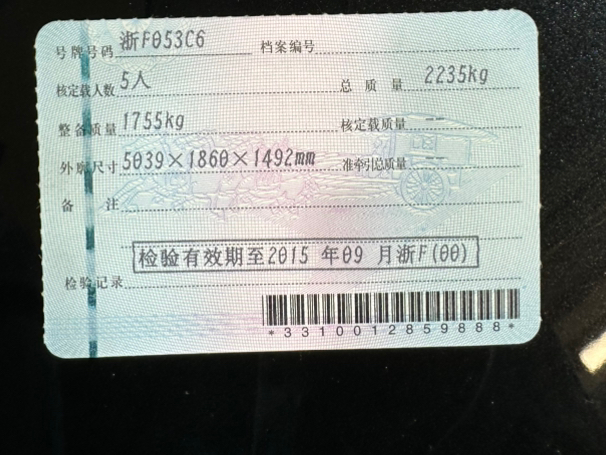 号牌号码 浙F053C6 档案编号
核定载人数 5人 总质量 2235kg
整备质量 1755kg 核定载质量 --
外廓尺寸 5039×1860×1492mm 准牵引总质量 --
备注
检验有效期至2015 年09 月浙F(00)
检验记录
*3310012859888*